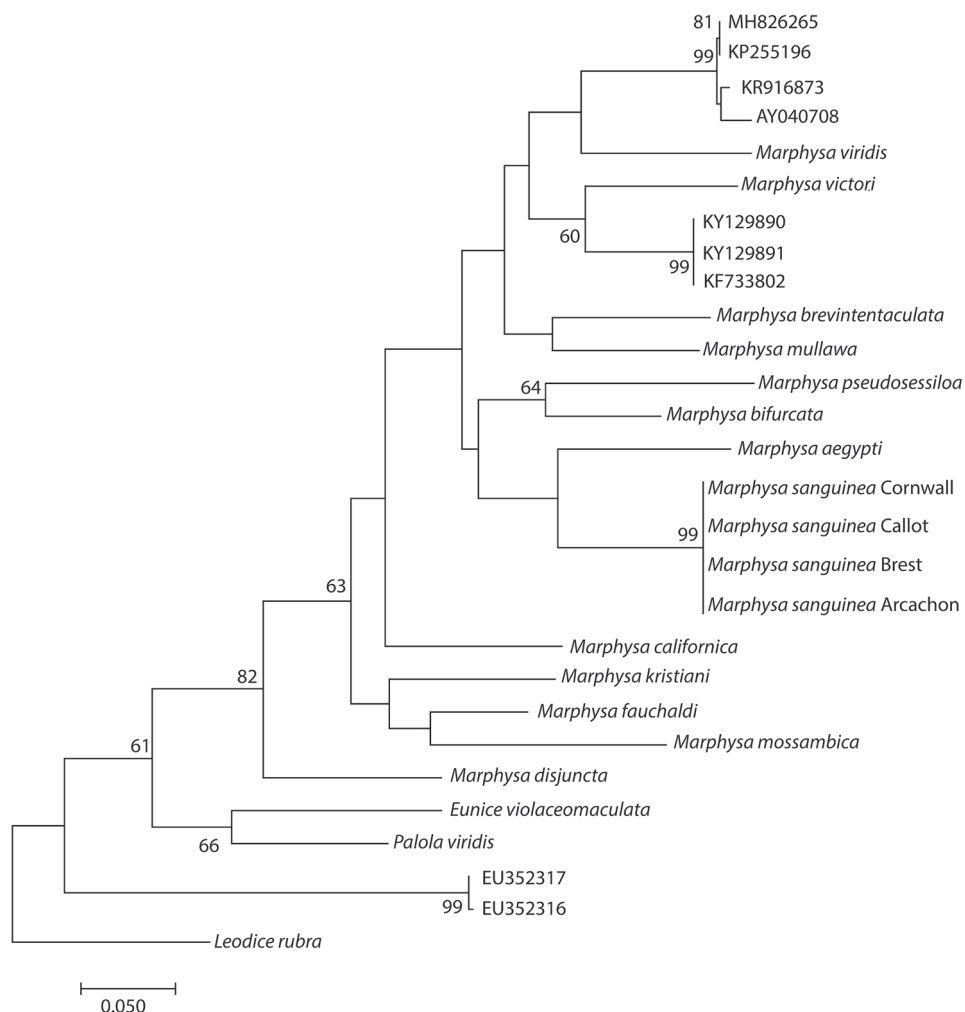 81 MH826265
99 KP255196
KR916873
AY040708
Marphysa viridis
Marphysa victori
KY129890
60
KY129891
99
KF733802
Marphysa brevintentaculata
Marphysa mullawa
Marphysa pseudosessiloa
64
Marphysa bifurcata
Marphysa aegypti
Marphysa sanguinea Cornwall
Marphysa sanguinea Callot
99
Marphysa sanguinea Brest
63
Marphysa sanguinea Arcachon
Marphysa californica
82
Marphysa kristiani
Marphysa fauchaldi
61
Marphysa mossambica
Marphysa disjuncta
Eunice violaceomaculata
66
Palola viridis
EU352317
99 EU352316
Leodice rubra
0.050